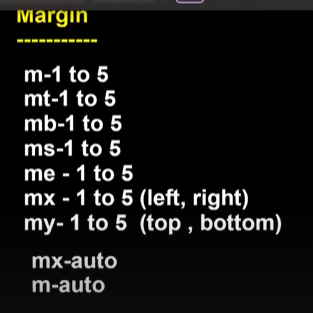 Margin
-----------
m-1 to 5
mt-1 to 5
mb-1 to 5
ms-1 to 5
me - 1 to 5
mx - 1 to 5 (left, right)
my- 1 to 5  (top , bottom)
mx-auto
m-auto